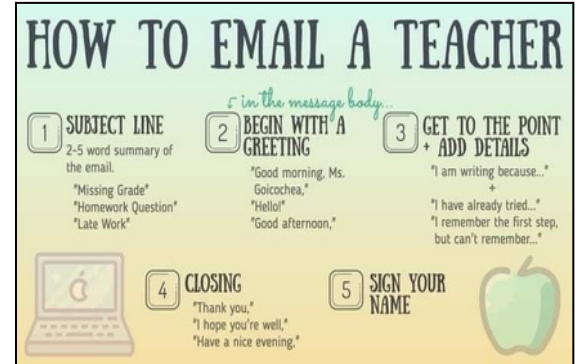 HOW TO EMAIL A TEACHER
in the message body...
1
SUBJECT LINE
2-5 word summary of
the email.
"Missing Grade"
"Homework Question"
"Late Work"
2
BEGIN WITH A
GREETING
"Good morning, Ms.
Goicochea,"
"Hello!"
"Good afternoon,"
3
GET TO THE POINT
+ ADD DETAILS
"I am writing because..."
+
"I have already tried..."
"I remember the first step,
but can't remember..."
4
CLOSING
"Thank you,"
"I hope you're well,"
"Have a nice evening,"
5
SIGN YOUR
NAME